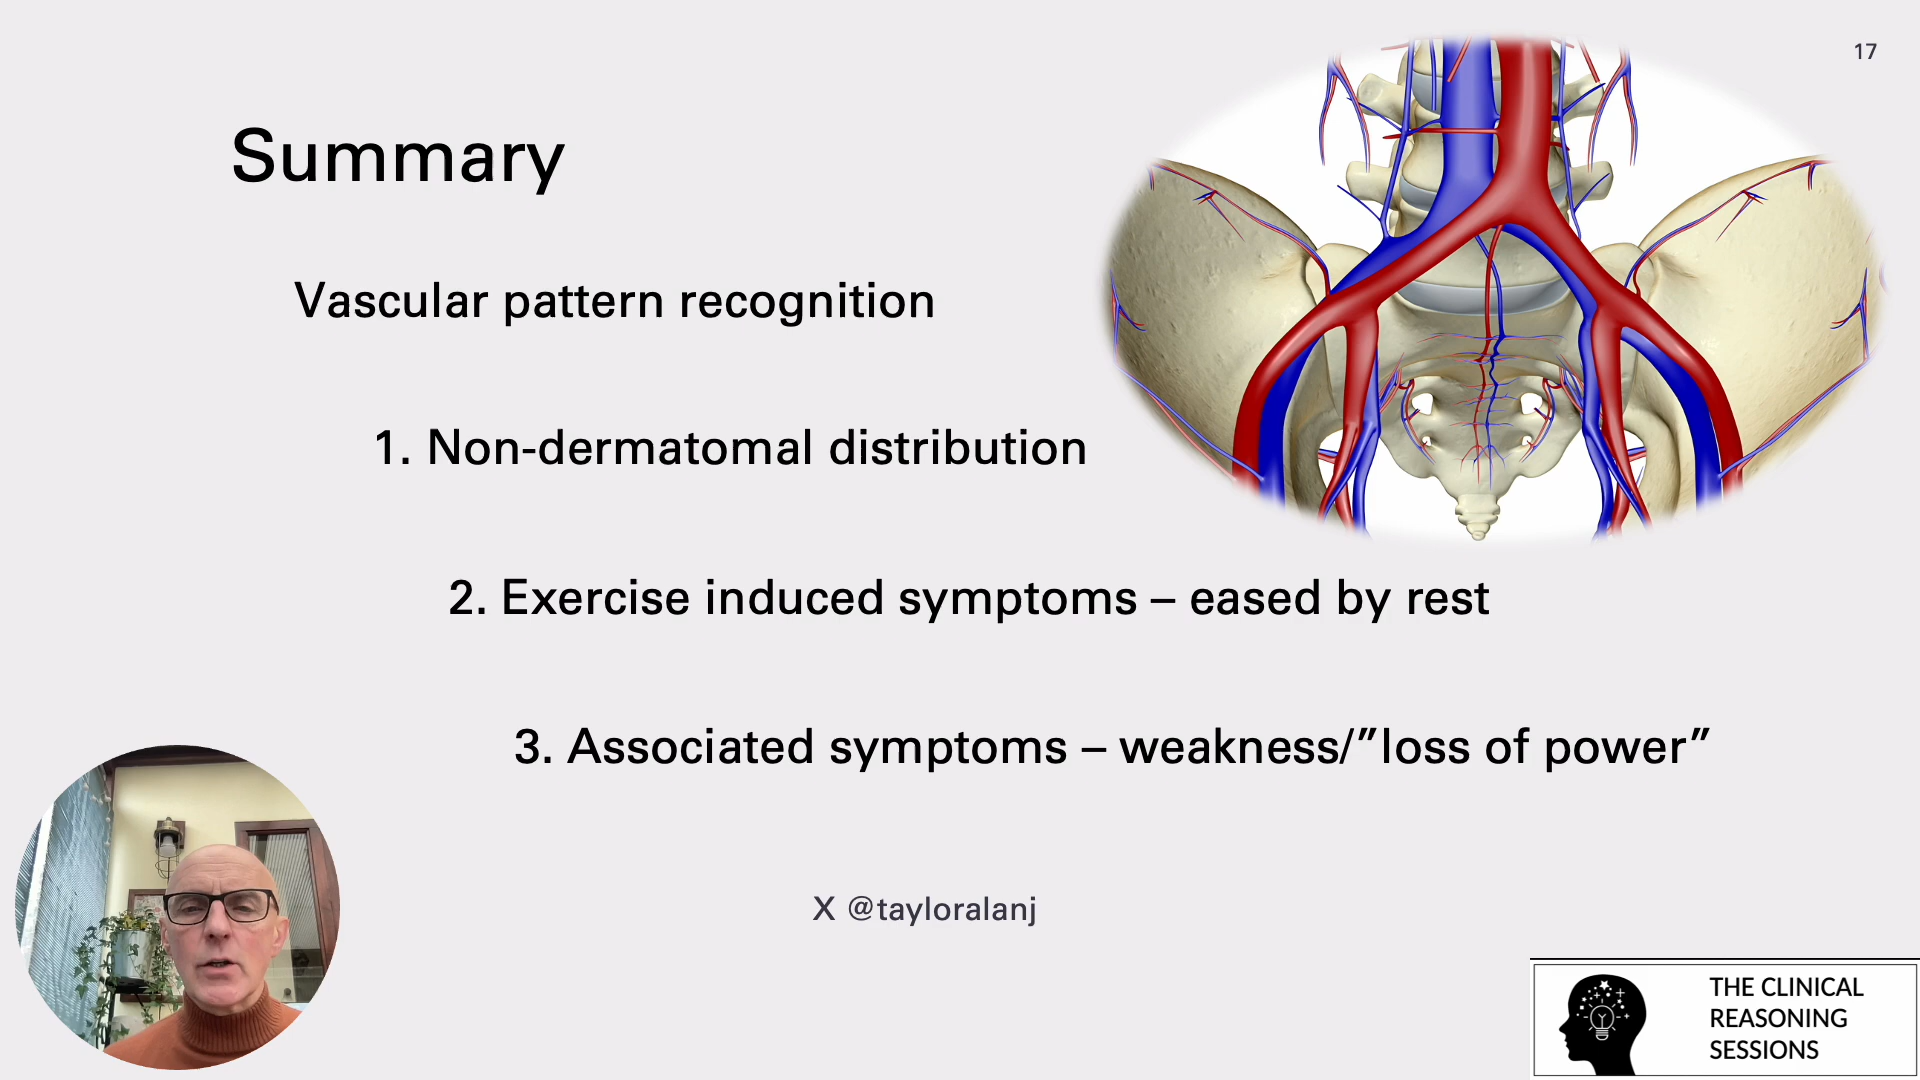 17
Summary
Vascular pattern recognition
1. Non-dermatomal distribution
2. Exercise induced symptoms – eased by rest
3. Associated symptoms – weakness/”loss of power”
X @tayloralanj
THE CLINICAL
REASONING
SESSIONS